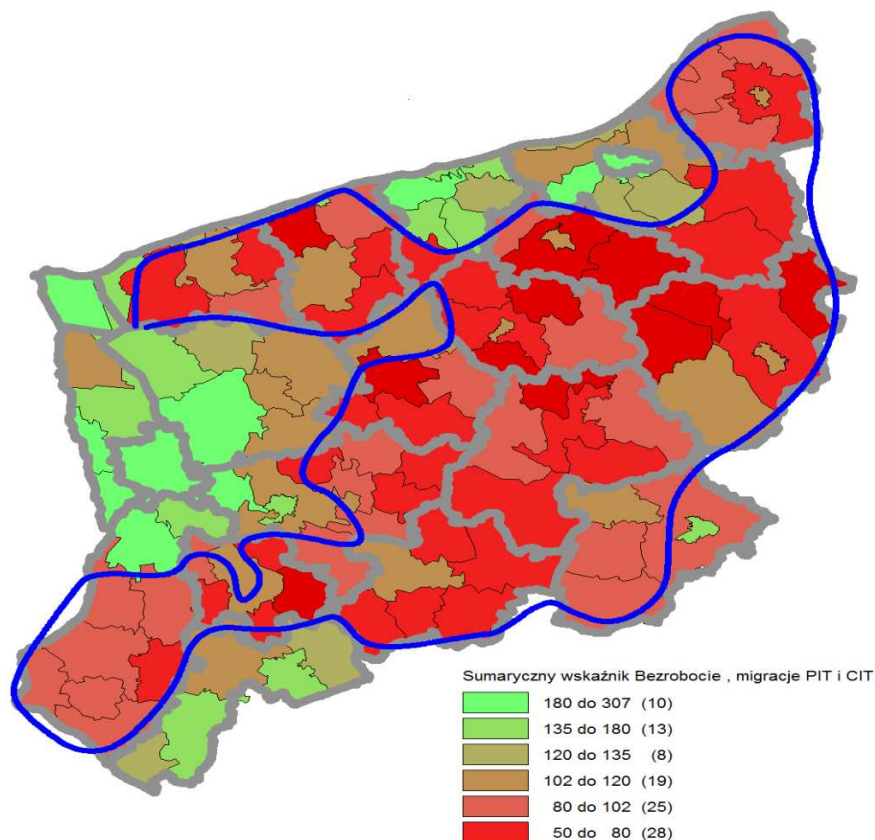 Sumaryczny wskaźnik Bezrobocie , migracje PIT i CIT
180 do 307 (10)
135 do 180 (13)
120 do 135 (8)
102 do 120 (19)
80 do 102 (25)
50 do 80 (28)